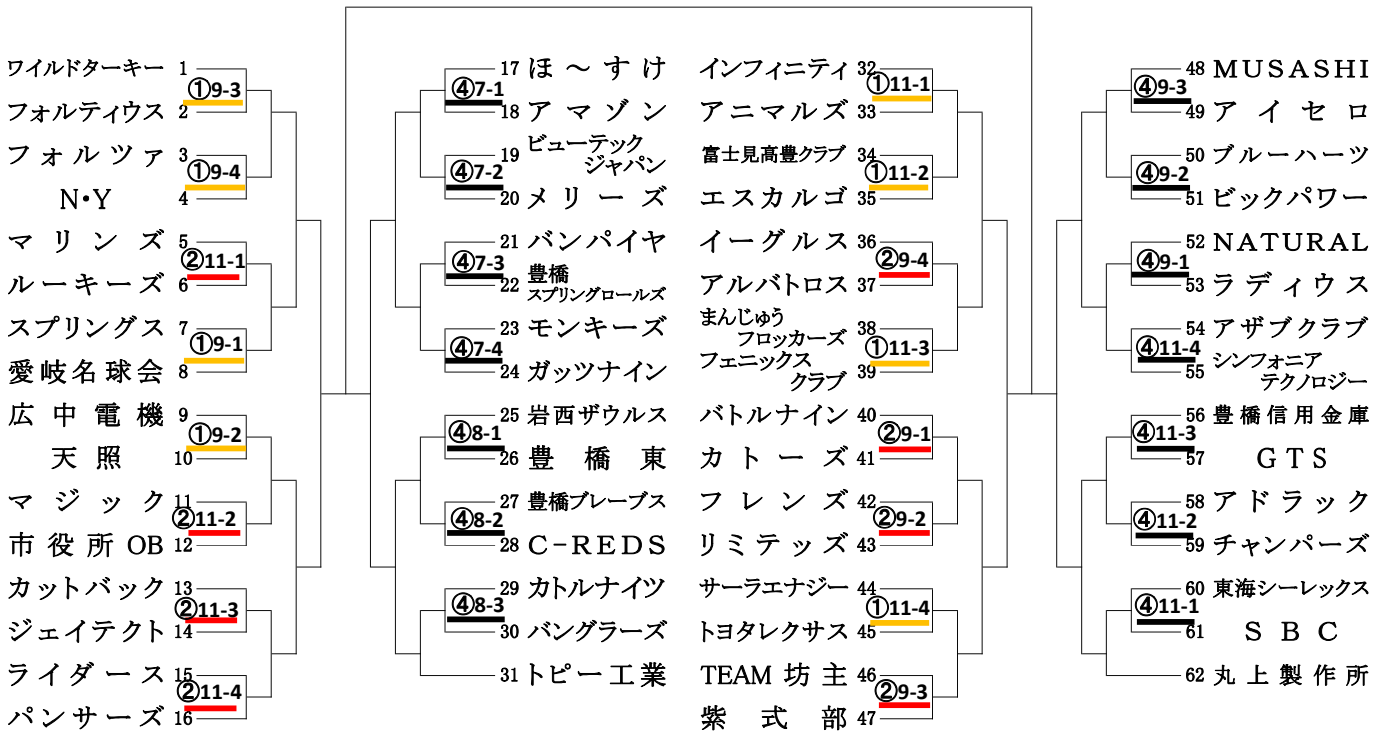 ワイルドターキー 1
①9-3
フォルティウス 2
フォルツァ 3
①9-4
N・Y 4
マリンズ 5
②11-1
ルーキーズ 6
スプリングス 7
①9-1
愛岐名球会 8
広中電機 9
①9-2
天照 10
マジック 11
②11-2
市役所OB 12
カットバック 13
②11-3
ジェイテクト 14
ライダース 15
②11-4
パンサーズ 16
17 ほ～すけ
④7-1
18 アマゾン
19 ビューテック
ジャパン
④7-2
20 メリーズ
21 バンパイヤ
④7-3
22 豊橋
スプリングロールズ
23 モンキーズ
④7-4
24 ガッツナイン
25 岩西ザウルス
④8-1
26 豊橋東
27 豊橋ブレーブス
④8-2
28 C-REDS
29 カトルナイツ
④8-3
30 バングラーズ
31 トピー工業
インフィニティ 32
①11-1
アニマルズ 33
富士見高豊クラブ 34
①11-2
エスカルゴ 35
イーグルス 36
②9-4
アルバトロス 37
まんじゅう 38
フロッカーズ
①11-3
フェニックス 39
クラブ
バトルナイン 40
②9-1
カトーズ 41
フレンズ 42
②9-2
リミテッズ 43
サーラエナジー 44
①11-4
トヨタレクサス 45
TEAM坊主 46
②9-3
紫式部 47
48 MUSASHI
④9-3
49 アイセロ
50 ブルーハーツ
④9-2
51 ビックパワー
52 NATURAL
④9-1
53 ラディウス
54 アザブクラブ
④11-4
55 シンフォニア
テクノロジー
56 豊橋信用金庫
④11-3
57 GTS
58 アドラック
④11-2
59 チャンパーズ
60 東海シーレックス
④11-1
61 SBC
62 丸上製作所